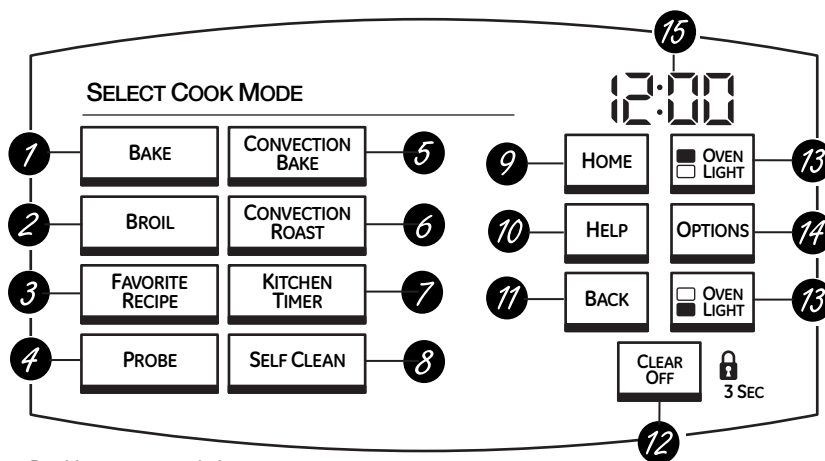 15
12:00
SELECT COOK MODE
1
BAKE
CONVECTION
BAKE
5
2
BROIL
CONVECTION
ROAST
6
3
FAVORITE
RECIPE
KITCHEN
TIMER
7
4
PROBE
SELF CLEAN
8
9
HOME
OVEN
LIGHT
13
10
HELP
OPTIONS
14
11
BACK
OVEN
LIGHT
13
CLEAR
OFF
3 SEC
12